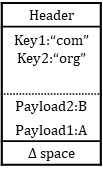 Header
Key1:“com”
Key2:“org”
Payload2:B
Payload1:A
Δ space